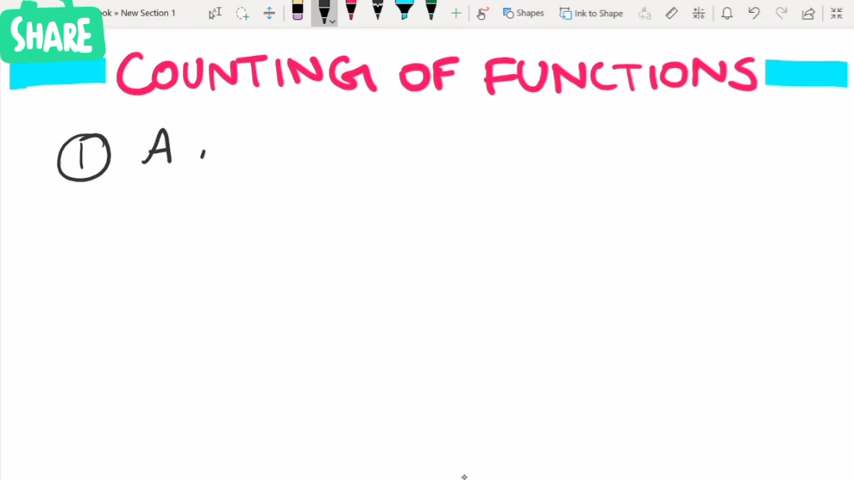 SHARE
ook » New Section 1
Shapes
Ink to Shape
COUNTING OF FUNCTIONS
① A